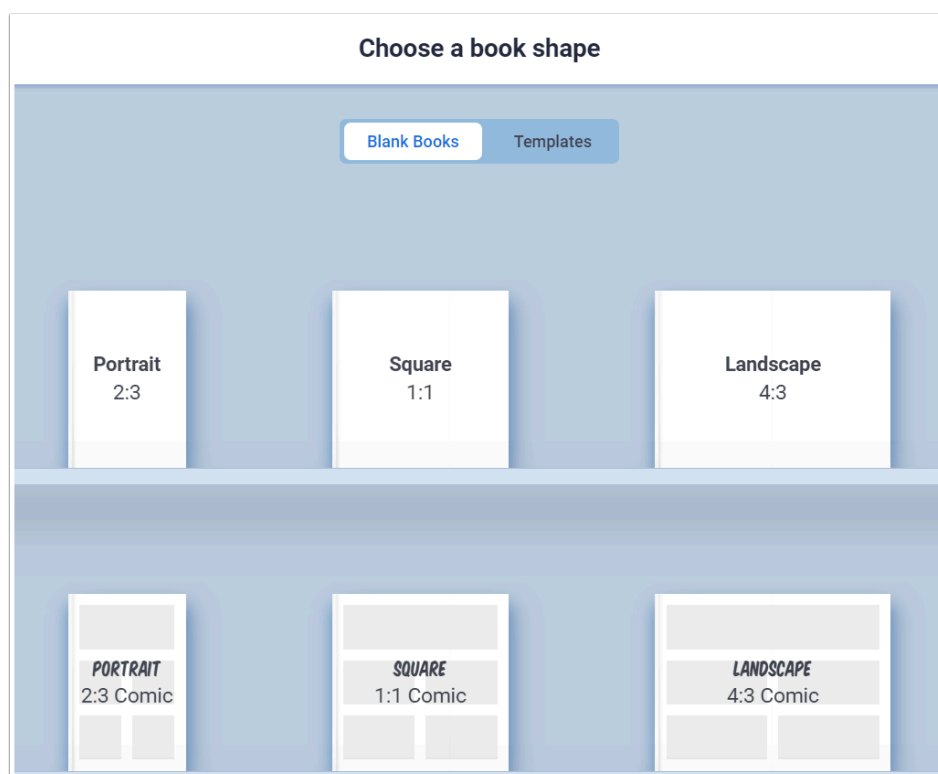 Choose a book shape
Blank Books Templates
Portrait Square Landscape
2:3 1:1 4:3
PORTRAIT SQUARE LANDSCAPE
2:3 Comic 1:1 Comic 4:3 Comic